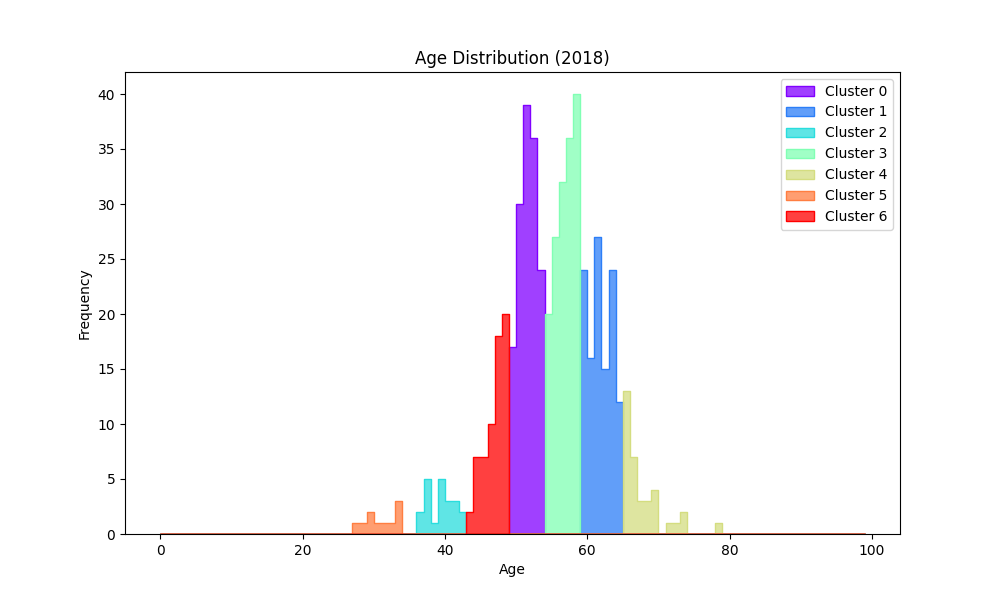 Age Distribution (2018)
40
35
30
25
20
15
10
5
0
Frequency
0 20 40 60 80 100
Age
Cluster 0
Cluster 1
Cluster 2
Cluster 3
Cluster 4
Cluster 5
Cluster 6